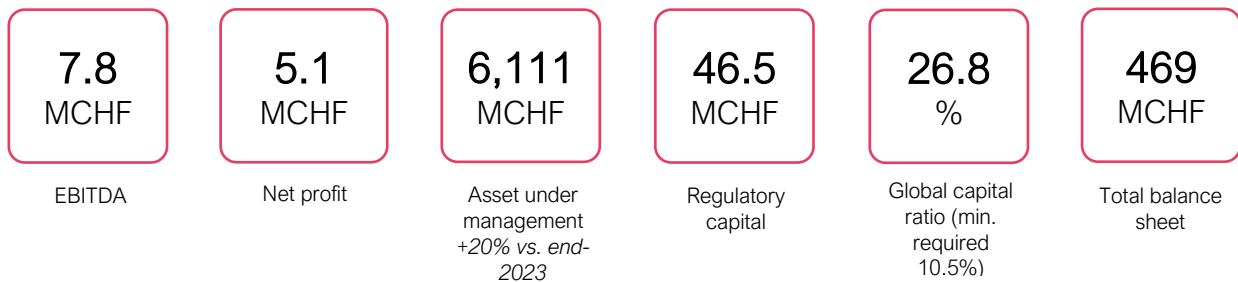 7.8
MCHF
EBITDA
5.1
MCHF
Net profit
6,111
MCHF
Asset under
management
+20% vs. end-
2023
46.5
MCHF
Regulatory
capital
26.8
%
Global capital
ratio (min.
required
10.5%)
469
MCHF
Total balance
sheet